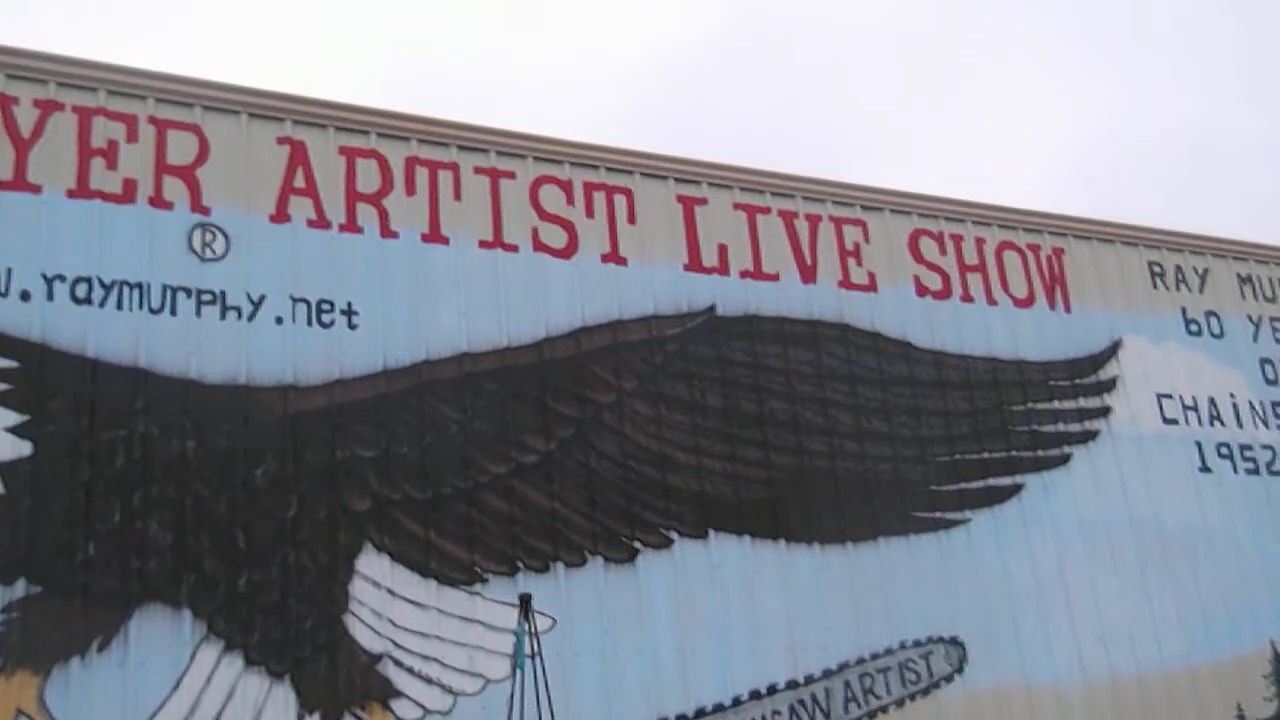 YER ARTIST LIVE SHOW
®
w.raymurphy.net
RAY MU
60 YE
O
CHAINS
1952
SAW ARTIST